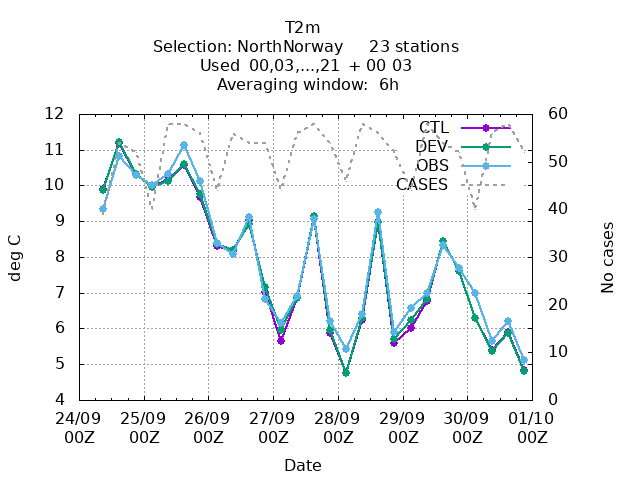 T2m
Selection: NorthNorway     23 stations
Used  00,03,...,21  + 00 03
Averaging window:  6h
12
11
10
9
8
7
6
5
4
deg C
60
50
40
30
20
10
0
No cases
CTL
DEV
OBS
CASES
24/09 25/09 26/09 27/09 28/09 29/09 30/09 01/10
00Z 00Z 00Z 00Z 00Z 00Z 00Z 00Z
Date